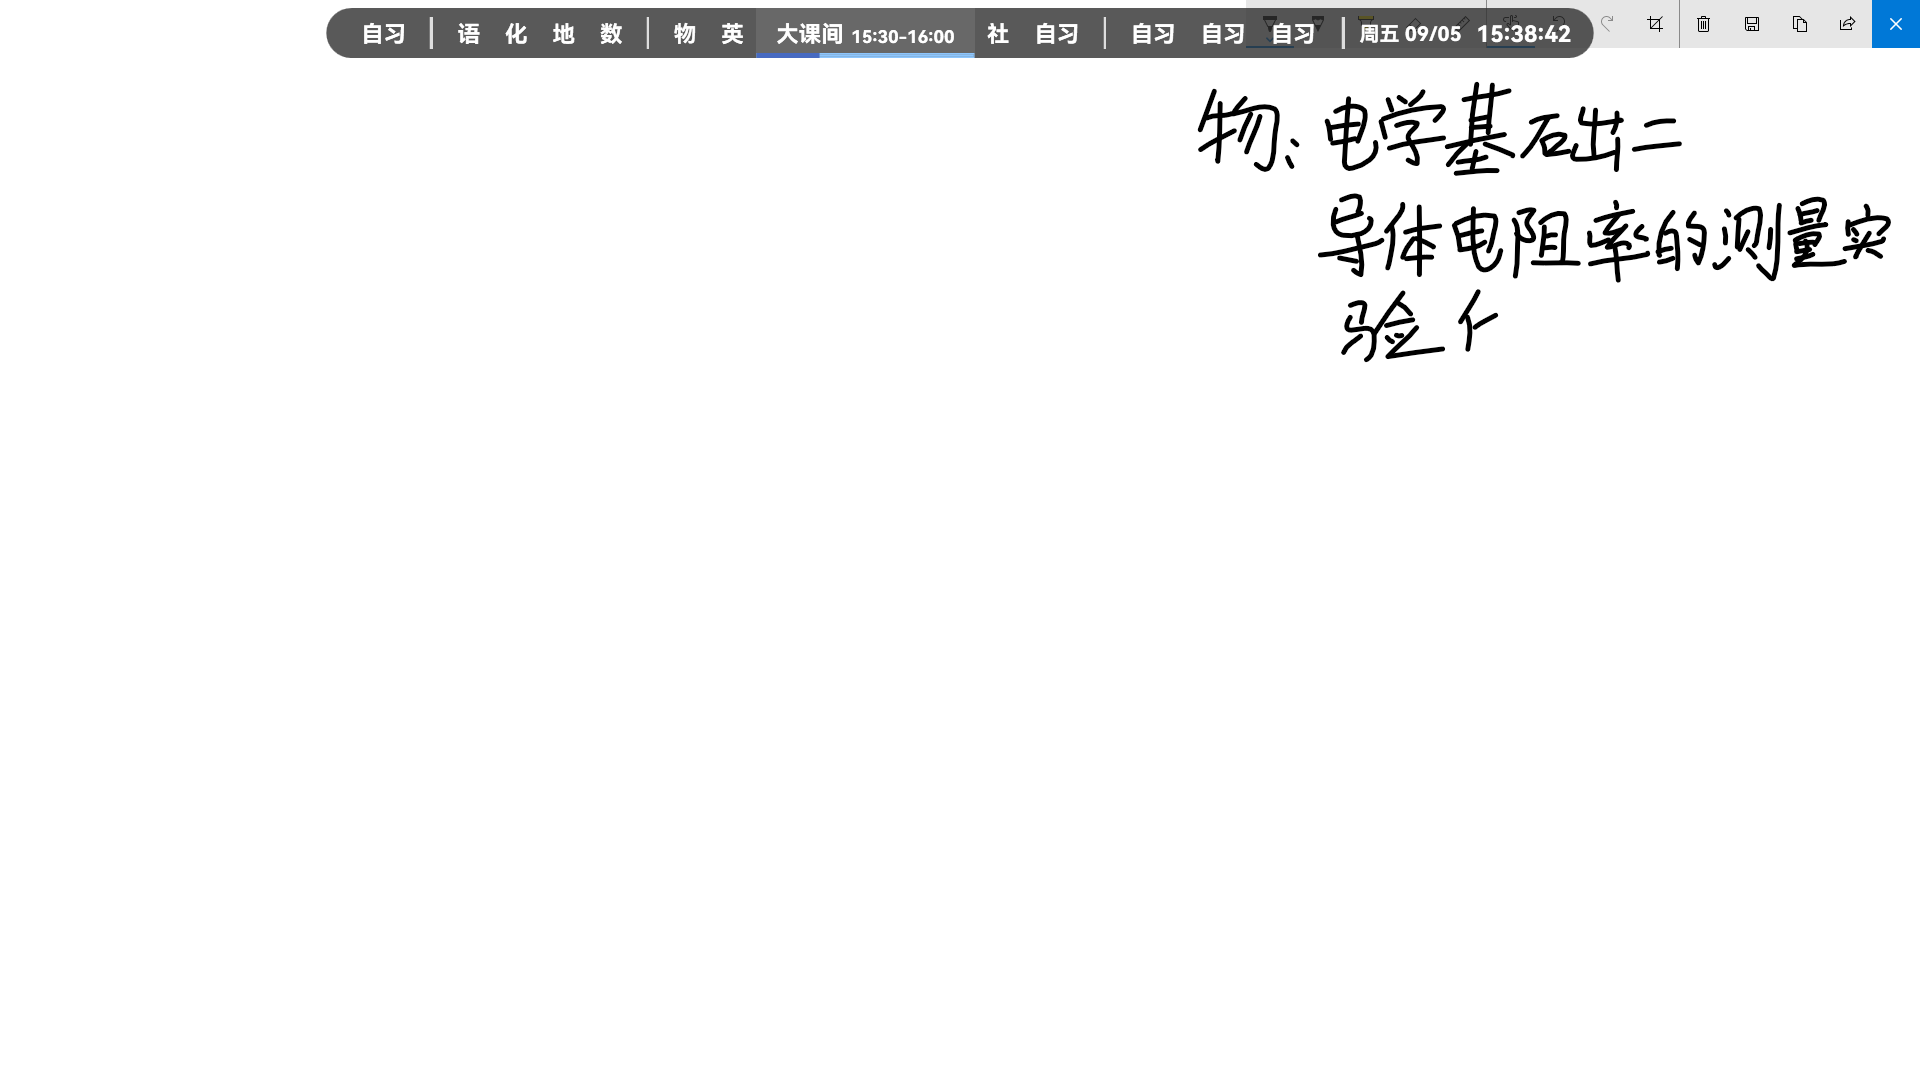 自习 | 语 化 地 数 | 物 英 大课间 15:30-16:00 社 自习 | 自习 自习 自习 | 周五 09/05 15:38:42
物:电学基础二
导体电阻率的测量实
验